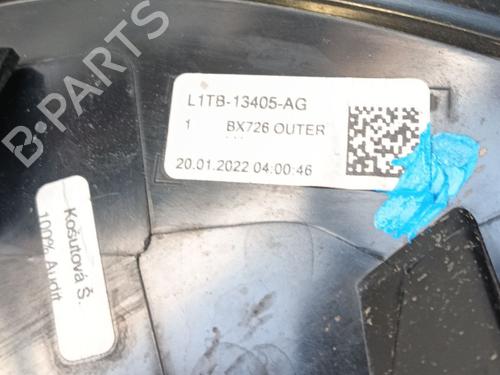 B-PARTS
L1TB-13405-AG
1 BX726 OUTER
20.01.2022 04:00:46
Košutová Š.
100% Audit